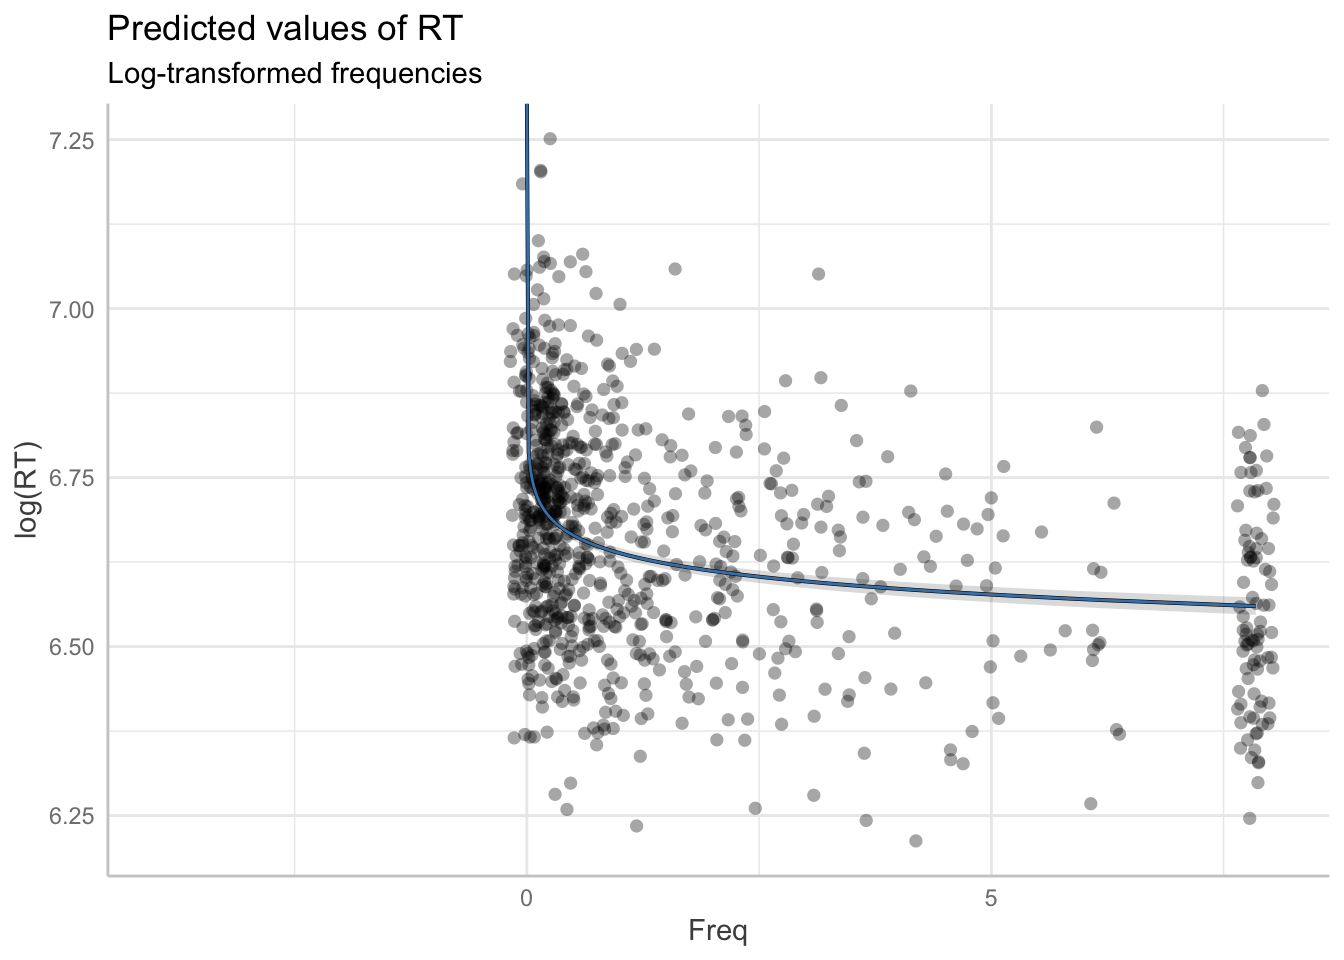 Predicted values of RT
Log-transformed frequencies
7.25
7.00
6.75
6.50
6.25
log(RT)
0
5
Freq